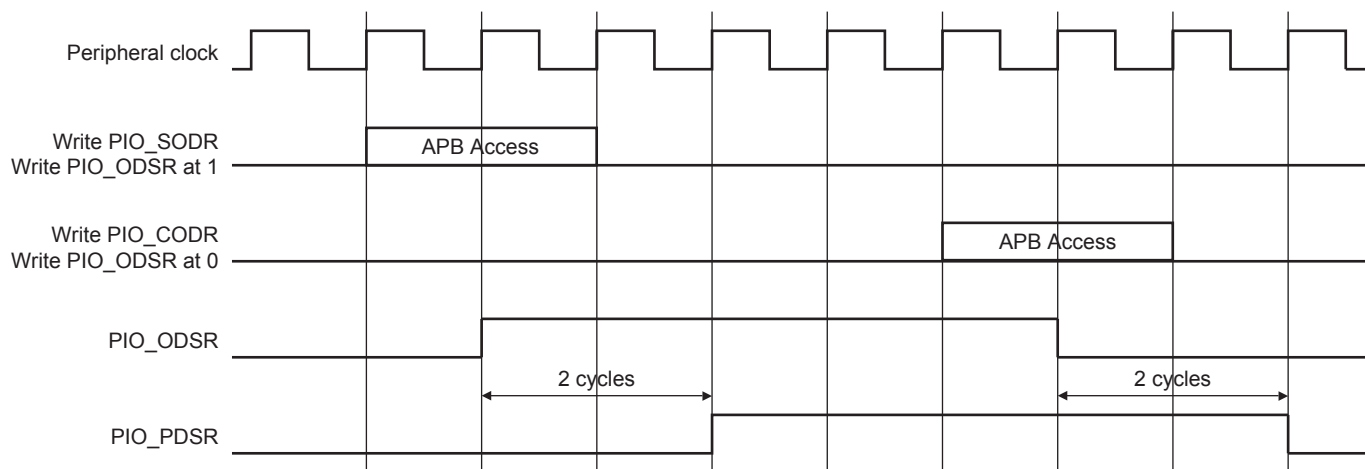 Peripheral clock
Write PIO_SODR
Write PIO_ODSR at 1
APB Access
Write PIO_CODR
Write PIO_ODSR at 0
APB Access
PIO_ODSR
2 cycles
2 cycles
PIO_PDSR